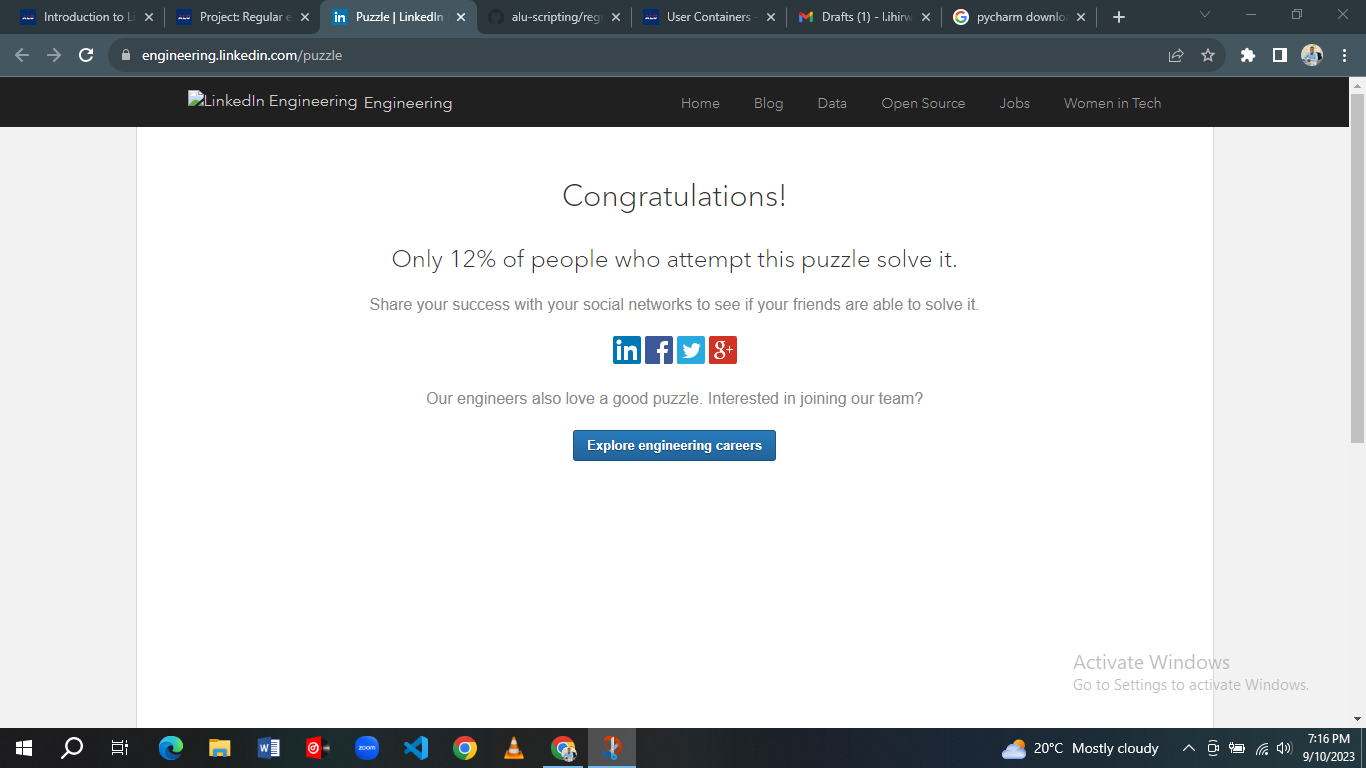 Introduction to Li
Project: Regular e
Puzzle | LinkedIn
alu-scripting/reg
User Containers -
Drafts (1) - l.ihirw
pycharm downlo
engineering.linkedin.com/puzzle
LinkedIn Engineering Engineering
Home Blog Data Open Source Jobs Women in Tech
Congratulations!
Only 12% of people who attempt this puzzle solve it.
Share your success with your social networks to see if your friends are able to solve it.
in f g+
Our engineers also love a good puzzle. Interested in joining our team?
Explore engineering careers
Activate Windows
Go to Settings to activate Windows.
zoom
20°C Mostly cloudy
7:16 PM
9/10/2023